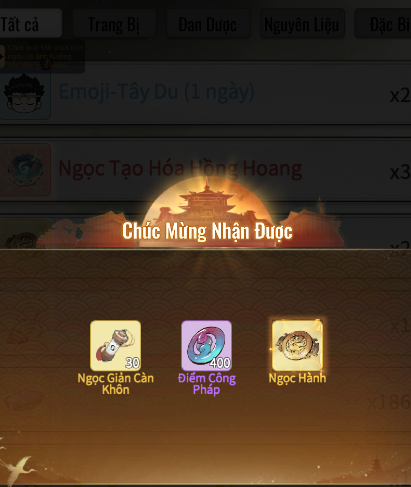 Tất cả
Trang Bị
Đan Dược
Nguyên Liệu
Đặc Bi
Emoji-Tây Du (1 ngày)
x2
Ngọc Tạo Hóa Hồng Hoang
x3
Chúc Mừng Nhận Được
30
400
Ngọc Giản Càn
Khôn
Điểm Công
Pháp
Ngọc Hành
x186